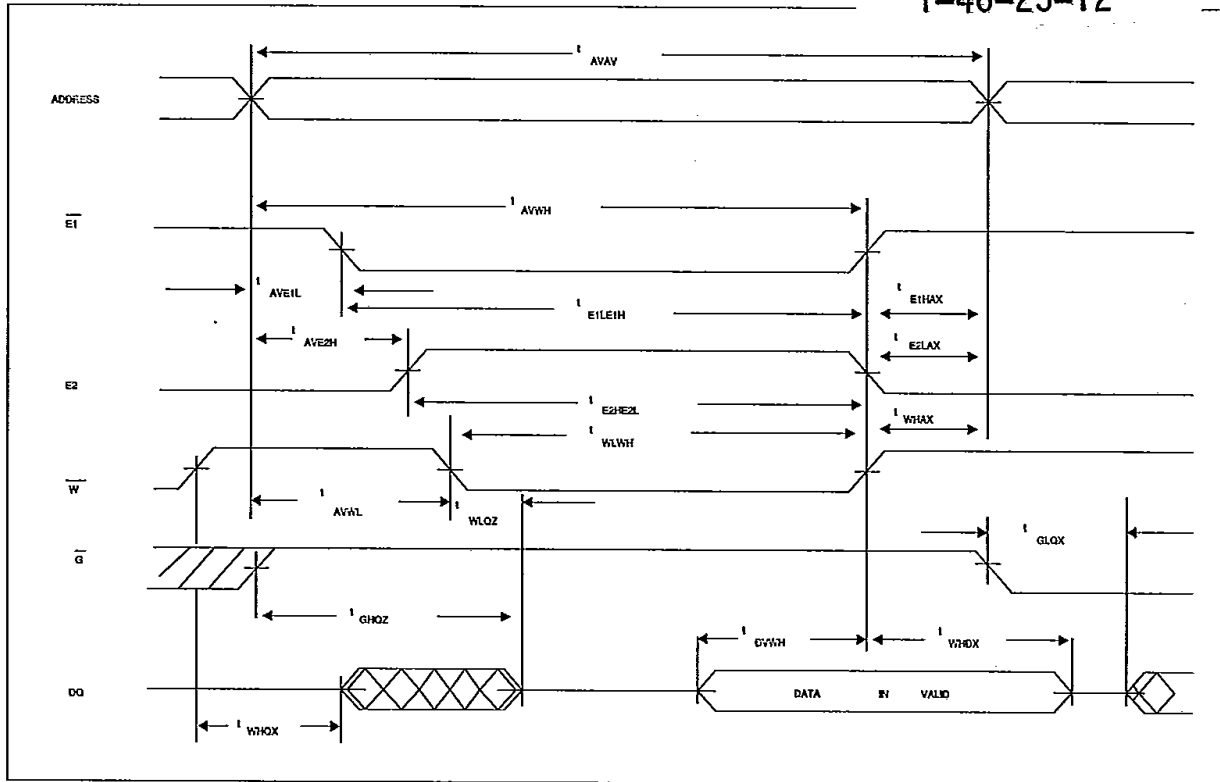 t AVAV
ADDRESS
t AVWH
E1
t AVE1L
t E1HAX
t E1LE1H
t AVE2H
t E2LAX
E2
t E2HE2L
t WHAX
t WLWH
W
t AVWL
t WLQZ
t GLQX
G
t GHQZ
t DVWH
t WHDX
DQ
DATA IN VALID
t WHQX